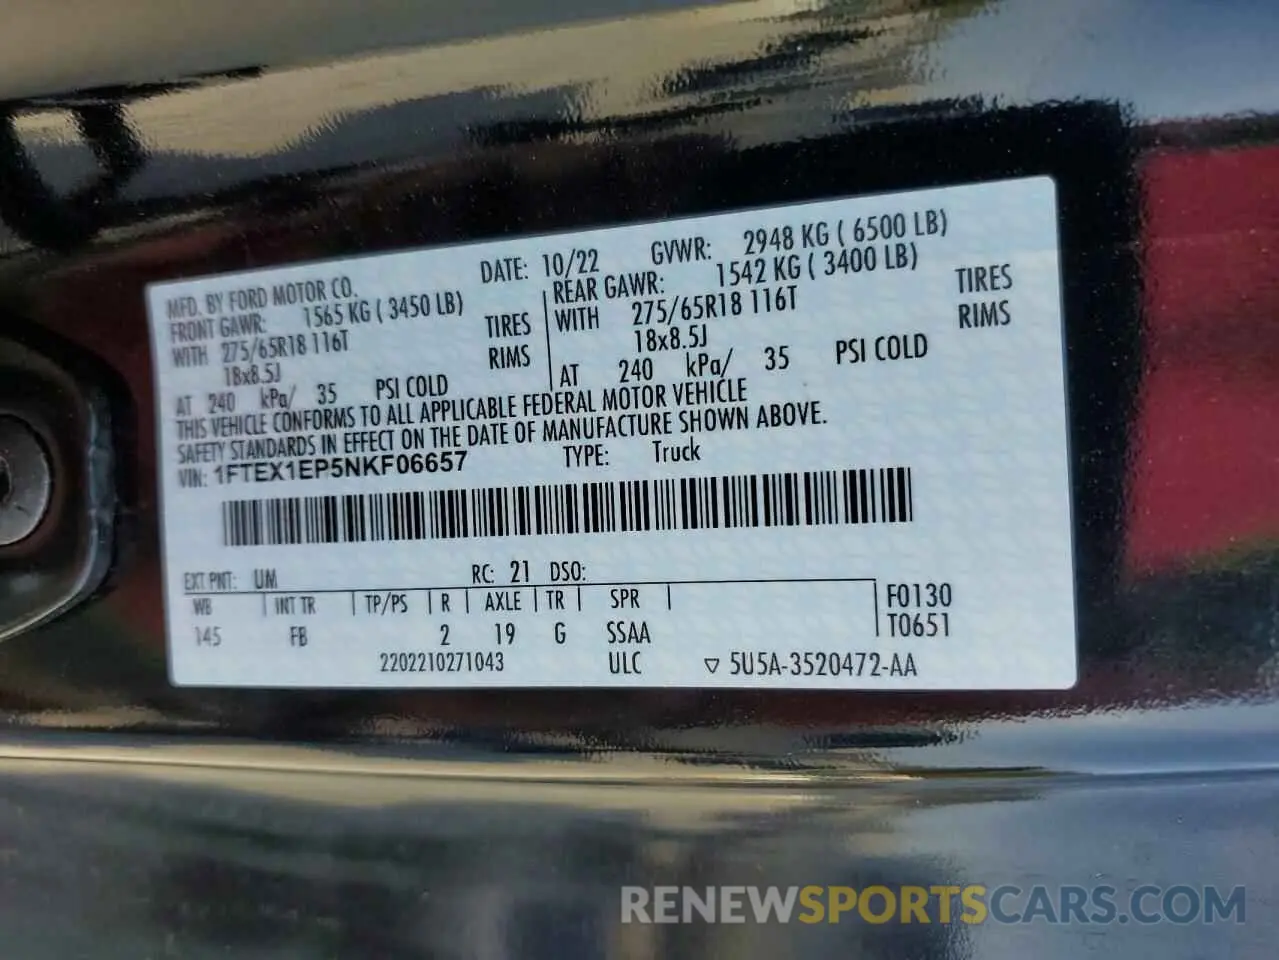 MFD. BY FORD MOTOR CO. DATE: 10/22 GVWR: 2948 KG ( 6500 LB)
FRONT GAWR: 1565 KG ( 3450 LB) REAR GAWR: 1542 KG ( 3400 LB)
WITH 275/65R18 116T TIRES WITH 275/65R18 116T TIRES
18x8.5J RIMS 18x8.5J RIMS
AT 240 kPa/ 35 PSI COLD AT 240 kPa/ 35 PSI COLD
THIS VEHICLE CONFORMS TO ALL APPLICABLE FEDERAL MOTOR VEHICLE
SAFETY STANDARDS IN EFFECT ON THE DATE OF MANUFACTURE SHOWN ABOVE.
VIN: 1FTEX1EP5NKF06657 TYPE: Truck
EXT PNT: UM RC: 21 DSO:
WB INT TR TP/PS R AXLE TR SPR F0130
145 FB 2 19 G SSAA T0651
2202210271043 ULC ▽ 5U5A-3520472-AA
RENEWSPORTSCARS.COM